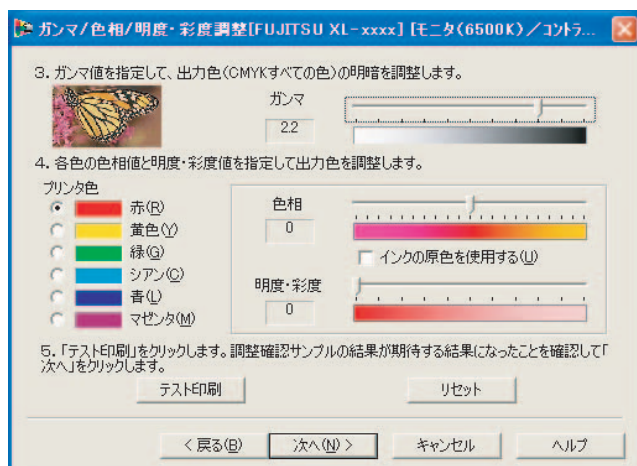 ガンマ/色相/明度・彩度調整[FUJITSU XL-xxxx] [モニタ(6500K)/コントラ...
3. ガンマ値を指定して、出力色(CMYKすべての色)の明暗を調整します。
ガンマ
2.2
4. 各色の色相値と明度・彩度値を指定して出力色を調整します。
プリンタ色
赤(R)
黄色(Y)
緑(G)
シアン(C)
青(L)
マゼンタ(M)
色相
0
インクの原色を使用する(U)
明度・彩度
0
5. 「テスト印刷」をクリックします。調整確認サンプルの結果が期待する結果になったことを確認して「
次へ」をクリックします。
テスト印刷
リセット
< 戻る(B)
次へ(N) >
キャンセル
ヘルプ